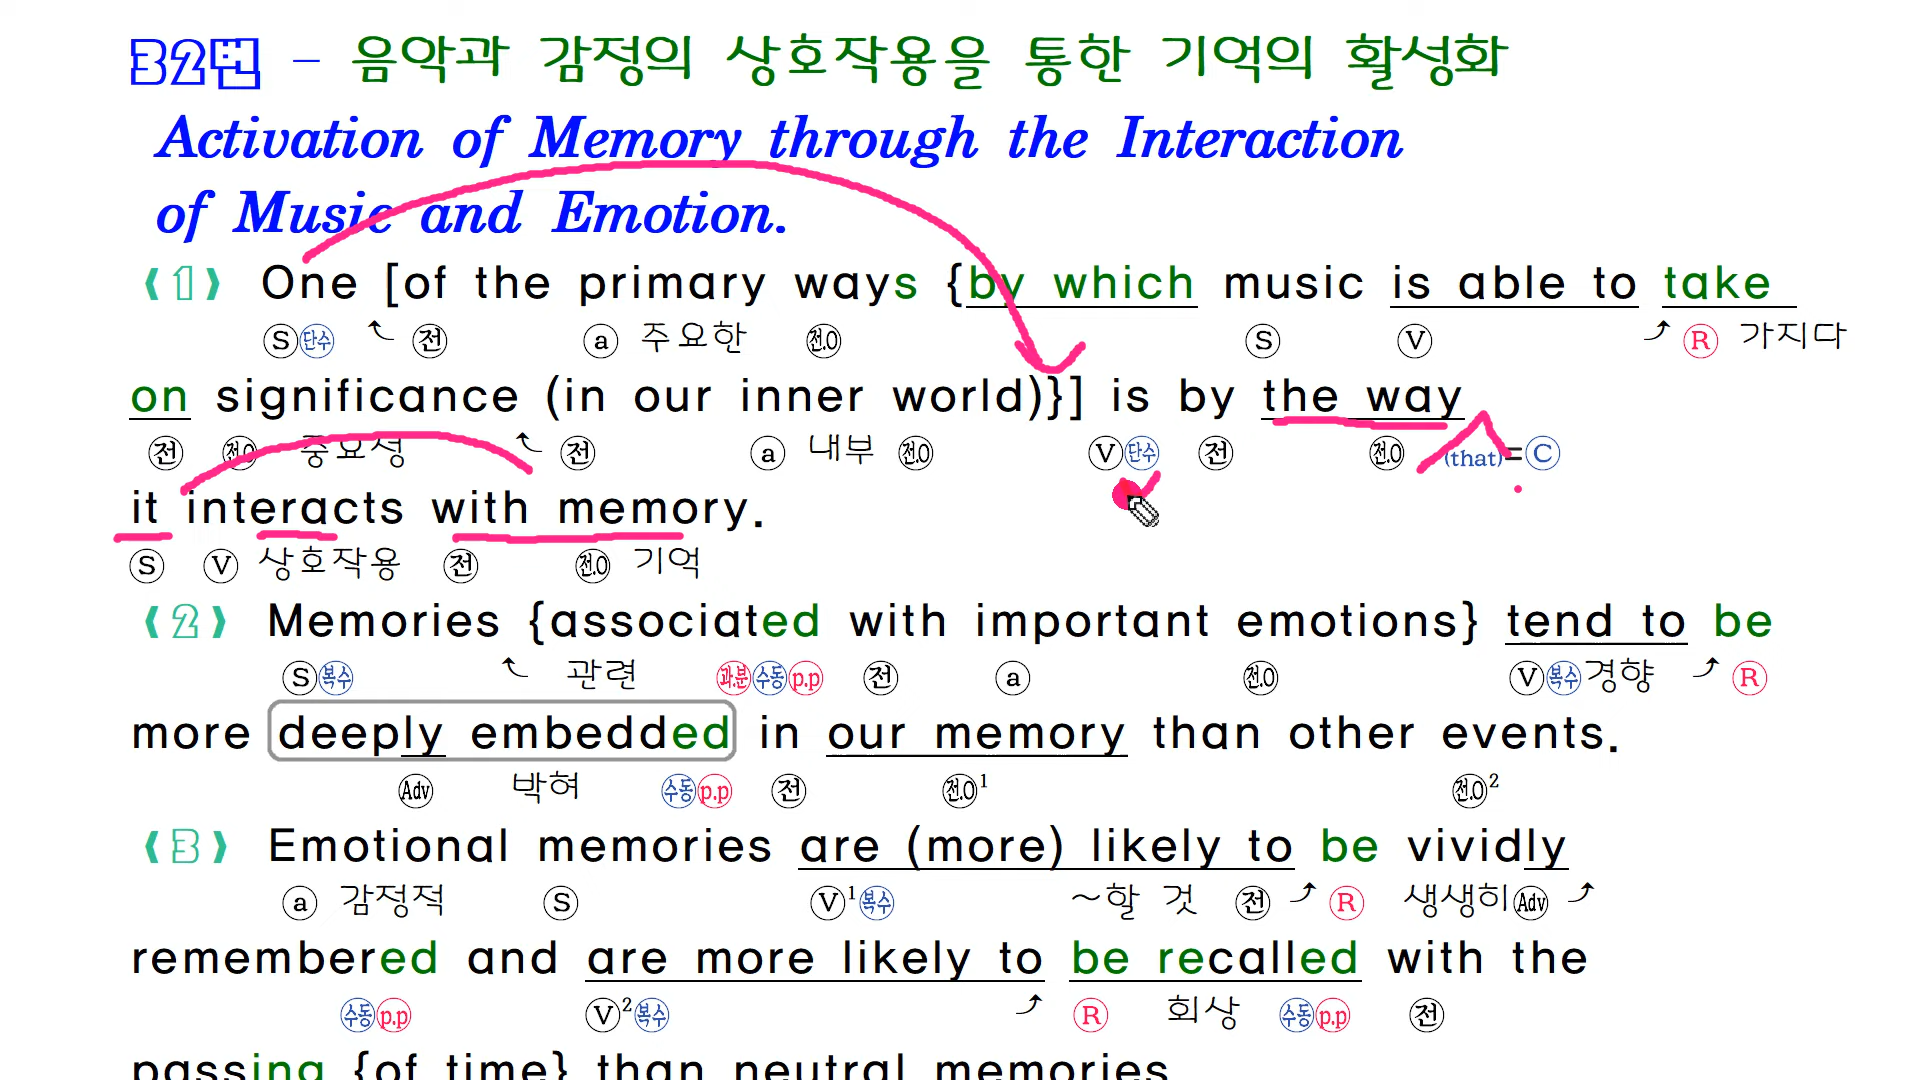 32번 – 음악과 감정의 상호작용을 통한 기억의 활성화
Activation of Memory through the Interaction
of Music and Emotion.
(1) One [of the primary ways {by which music is able to take
S 단수 전 a 주요한 전.O S V R 가지다
on significance (in our inner world)}] is by the way
전 전.O 중요성 전 a 내부 전.O V 단수 전 전.O (that)=C
it interacts with memory.
S V 상호작용 전 전.O 기억
(2) Memories {associated with important emotions} tend to be
S 복수 관련 과분 수동 p.p 전 a 전.O V 복수 경향 R
more deeply embedded in our memory than other events.
Adv 박혀 수동 p.p 전 전.O1 전.O2
(3) Emotional memories are (more) likely to be vividly
a 감정적 S V1 복수 ~할 것 전 R 생생히 Adv
remembered and are more likely to be recalled with the
수동 p.p V2 복수 R 회상 수동 p.p 전
passing {of time} than neutral memories.